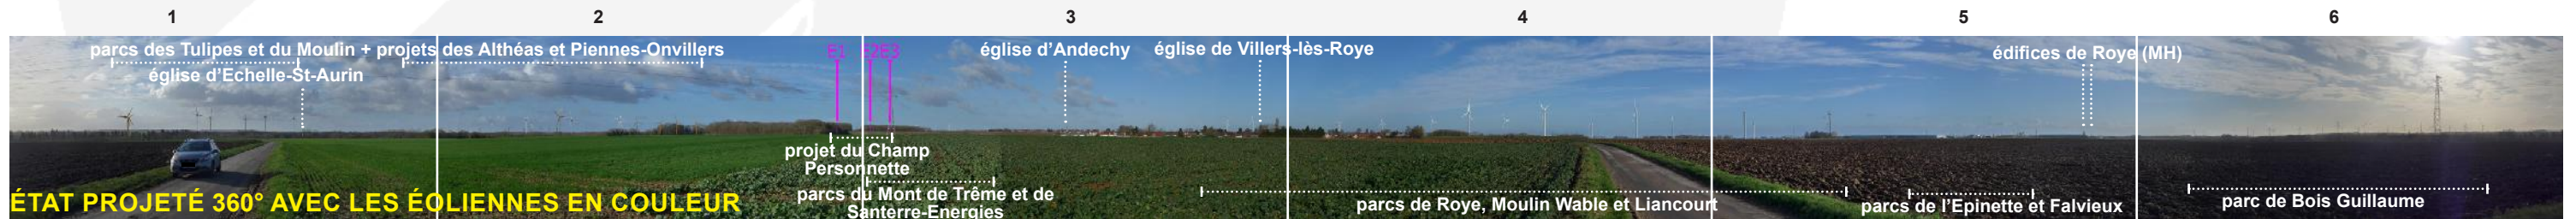 1 2 3 4 5 6
parcs des Tulipes et du Moulin + projets des Althéas et Piennes-Onvillers
église d'Echelle-St-Aurin
E1 E2 E3
église d'Andechy
église de Villers-lès-Roye
édifices de Roye (MH)
projet du Champ
Personnette
parcs du Mont de Trême et de
Santerre-Energies
parcs de Roye, Moulin Wable et Liancourt
parcs de l'Epinette et Falvieux
parc de Bois Guillaume
ÉTAT PROJETÉ 360° AVEC LES ÉOLIENNES EN COULEUR